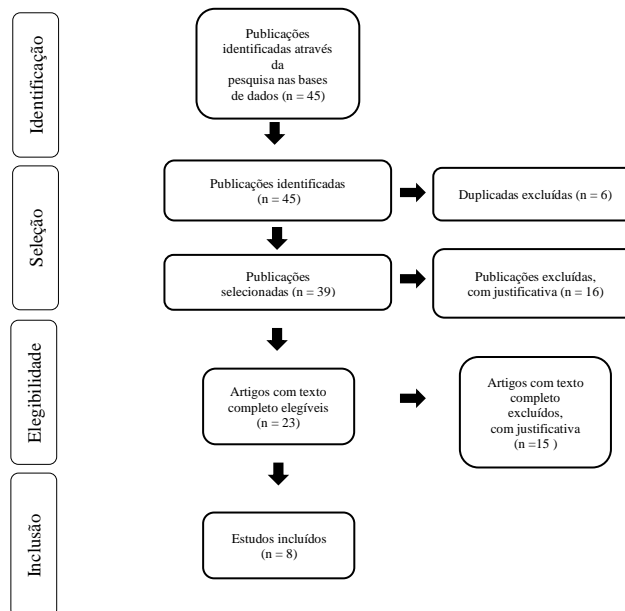 Identificação
Publicações
identificadas através
da
pesquisa nas bases
de dados (n = 45)
Seleção
Publicações identificadas
(n = 45)
Duplicadas excluídas (n = 6)
Publicações
selecionadas (n = 39)
Publicações excluídas,
com justificativa (n = 16)
Elegibilidade
Artigos com texto
completo elegíveis
(n = 23)
Artigos com texto
completo
excluídos,
com justificativa
(n =15 )
Inclusão
Estudos incluídos
(n = 8)